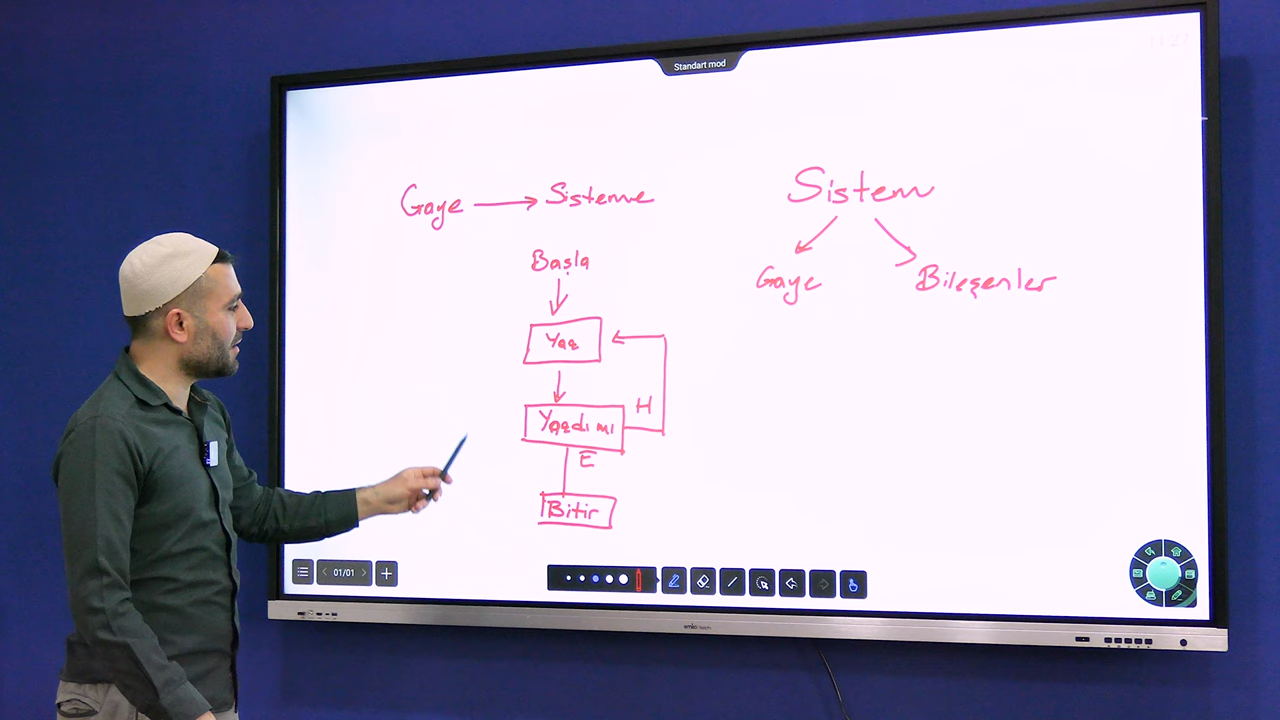 Standart mod
Gaye → Sisteme
Başla
Yaz
Yazdı mı
H
E
Bitir
Sistem
Gaye
Bileşenler
01/01